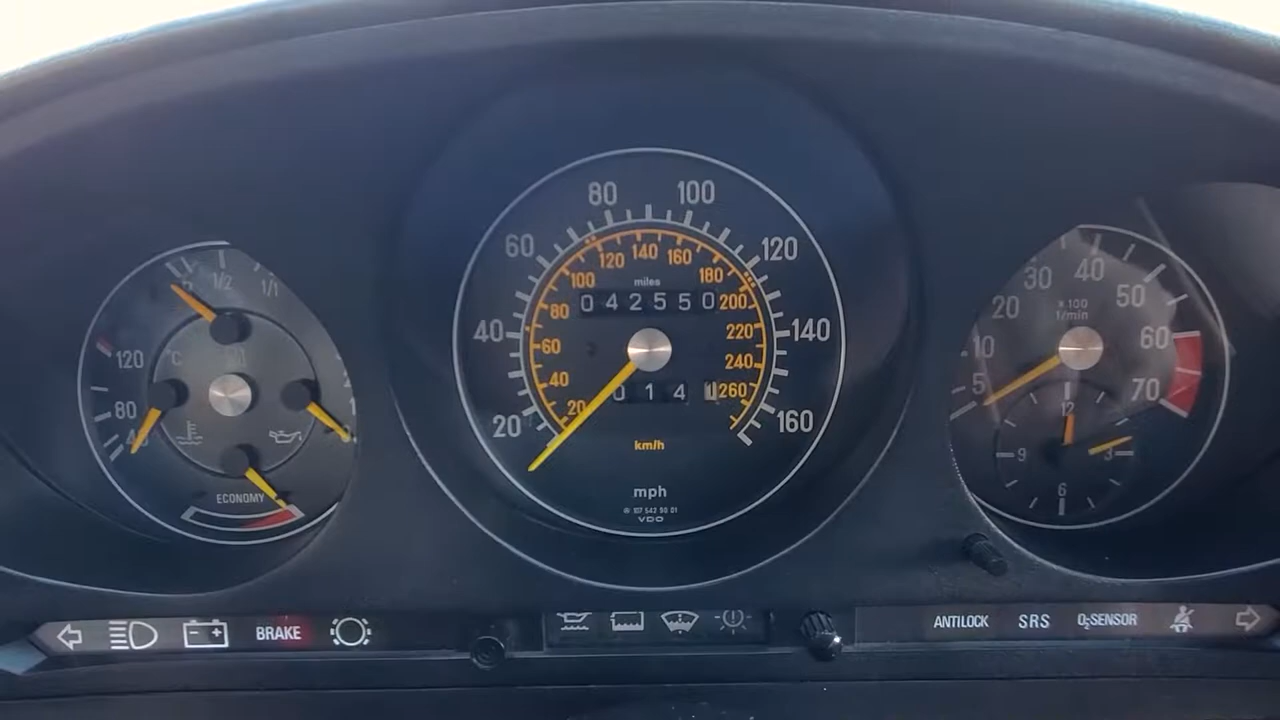 1/2 1/1
120
°C
80
40
ECONOMY
80 100
60 120
40 140
20 160
100 120 140 160 180
80 200
60 220
40 240
20 260
miles
042550
014 1
km/h
mph
107 542 90 01
VDO
30 40
20 50
10 60
5 70
x 100
1/min
12
9 3
6
BRAKE
ANTILOCK SRS O₂SENSOR